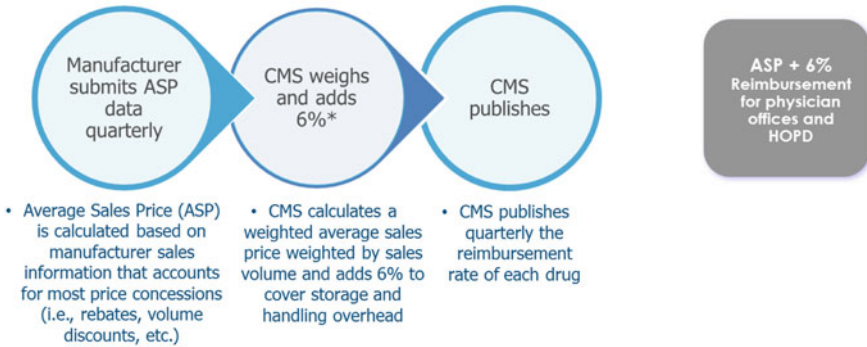 Manufacturer
submits ASP
data
quarterly
CMS weighs
and adds
6%*
CMS
publishes
ASP + 6%
Reimbursement
for physician
offices and
HOPD
• Average Sales Price (ASP)
is calculated based on
manufacturer sales
information that accounts
for most price concessions
(i.e., rebates, volume
discounts, etc.)
• CMS calculates a
weighted average sales
price weighted by sales
volume and adds 6% to
cover storage and
handling overhead
• CMS publishes
quarterly the
reimbursement
rate of each drug